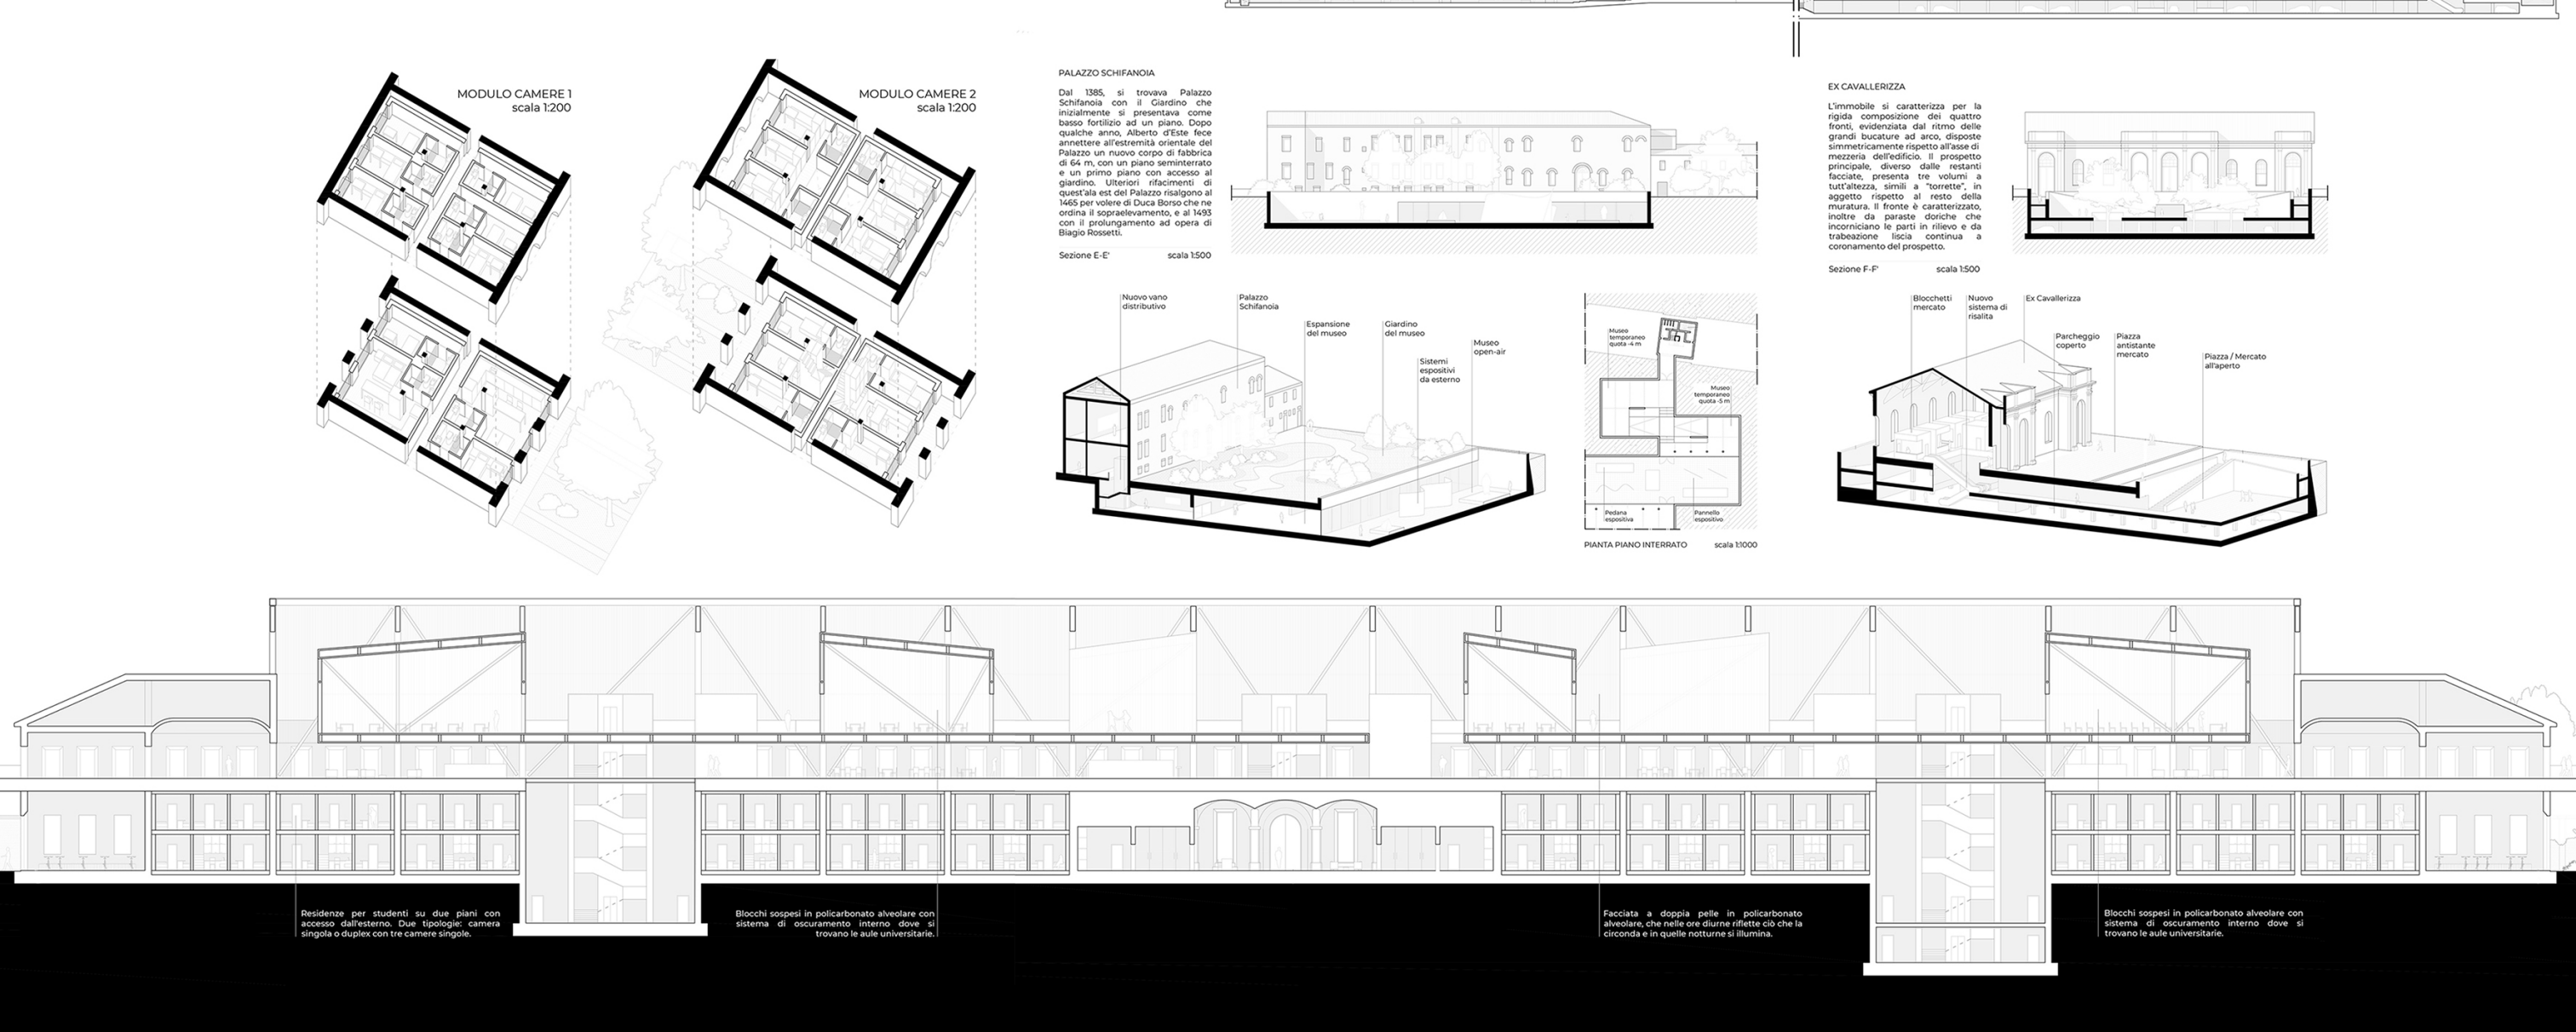 MODULO CAMERE 1
scala 1:200
MODULO CAMERE 2
scala 1:200
PALAZZO SCHIFANOIA
Dal 1385, si trovava Palazzo
Schifanoia con il Giardino che
inizialmente si presentava come
basso fortilizio ad un piano. Dopo
qualche anno, Alberto d'Este fece
annettere all'estremità orientale del
Palazzo un nuovo corpo di fabbrica
di 64 m, con un piano seminterrato
e un primo piano con accesso al
giardino. Ulteriori rifacimenti di
quest'ala est del Palazzo risalgono al
1465 per volere di Duca Borso che ne
ordina il sopraelevamento, e al 1493
con il prolungamento ad opera di
Biagio Rossetti.
Sezione E-E' scala 1:500
EX CAVALLERIZZA
L'immobile si caratterizza per la
rigida composizione dei quattro
fronti, evidenziata dal ritmo delle
grandi bucature ad arco, disposte
simmetricamente rispetto all'asse di
mezzeria dell'edificio. Il prospetto
principale, diverso dalle restanti
facciate, presenta tre volumi a
tutt'altezza, simili a "torrette", in
aggetto rispetto al resto della
muratura. Il fronte è caratterizzato,
inoltre da paraste doriche che
incorniciano le parti in rilievo e da
trabeazione liscia continua a
coronamento del prospetto.
Sezione F-F' scala 1:500
Nuovo vano
distributivo
Palazzo
Schifanoia
Espansione
del museo
Giardino
del museo
Sistemi
espositivi
da esterno
Museo
open-air
Museo
temporaneo
quota -4 m
Museo
temporaneo
quota -5 m
Pedana
espositiva
Pannello
espositivo
PIANTA PIANO INTERRATO scala 1:1000
Blocchetti
mercato
Nuovo
sistema di
risalita
Ex Cavallerizza
Parcheggio
coperto
Piazza
antistante
mercato
Piazza / Mercato
all'aperto
Residenze per studenti su due piani con
accesso dall'esterno. Due tipologie: camera
singola o duplex con tre camere singole.
Blocchi sospesi in policarbonato alveolare con
sistema di oscuramento interno dove si
trovano le aule universitarie.
Facciata a doppia pelle in policarbonato
alveolare, che nelle ore diurne riflette ciò che la
circonda e in quelle notturne si illumina.
Blocchi sospesi in policarbonato alveolare con
sistema di oscuramento interno dove si
trovano le aule universitarie.